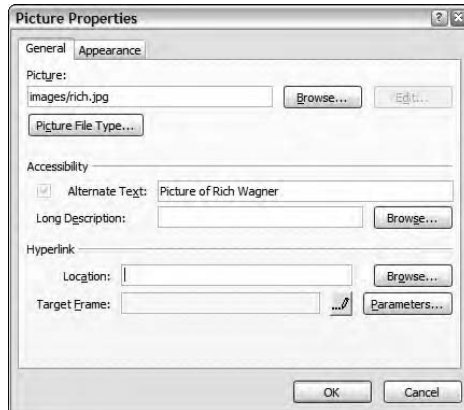 Picture Properties
General Appearance
Picture:
images/rich.jpg Browse... Edit...
Picture File Type...
Accessibility
Alternate Text: Picture of Rich Wagner
Long Description: Browse...
Hyperlink
Location: Browse...
Target Frame: Parameters...
OK Cancel